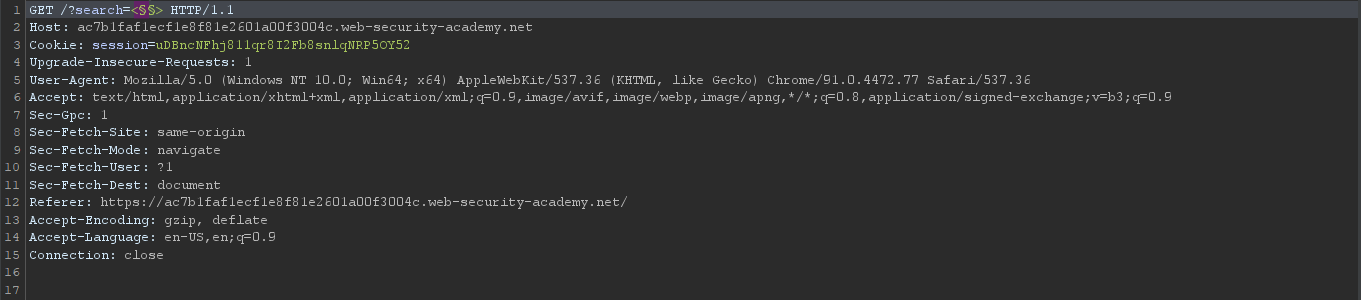 1 GET /?search=<§§> HTTP/1.1
2 Host: ac7b1faf1ecf1e8f81e2601a00f3004c.web-security-academy.net
3 Cookie: session=uDBncNFhj811qr8I2Fb8snlqNRP5OY52
4 Upgrade-Insecure-Requests: 1
5 User-Agent: Mozilla/5.0 (Windows NT 10.0; Win64; x64) AppleWebKit/537.36 (KHTML, like Gecko) Chrome/91.0.4472.77 Safari/537.36
6 Accept: text/html,application/xhtml+xml,application/xml;q=0.9,image/avif,image/webp,image/apng,*/*;q=0.8,application/signed-exchange;v=b3;q=0.9
7 Sec-Gpc: 1
8 Sec-Fetch-Site: same-origin
9 Sec-Fetch-Mode: navigate
10 Sec-Fetch-User: ?1
11 Sec-Fetch-Dest: document
12 Referer: https://ac7b1faf1ecf1e8f81e2601a00f3004c.web-security-academy.net/
13 Accept-Encoding: gzip, deflate
14 Accept-Language: en-US,en;q=0.9
15 Connection: close
16
17